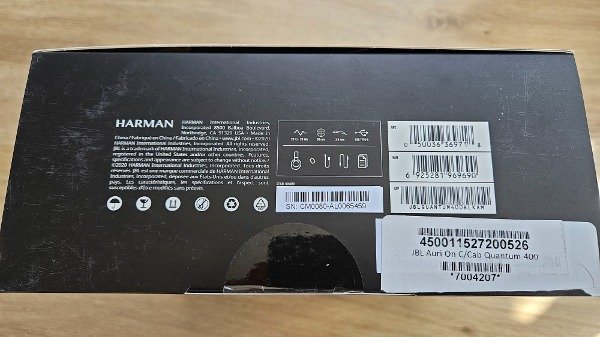 HARMAN
HARMAN International Industries,
Incorporated 8500 Balboa Boulevard,
Northridge, CA 91329 USA • Made in
China / Fabriqué en Chine / Fabricado en China • www.jbl.com • ©2020
HARMAN International Industries, Incorporated. All rights reserved.
JBL is a trademark of HARMAN International Industries, Incorporated,
registered in the United States and/or other countries. Features,
specifications and appearance are subject to change without notice. /
©2020 HARMAN International Industries, Incorporated. Tous droits
réservés. JBL est une marque commerciale de HARMAN International
Industries, Incorporated, déposée aux États-Unis et/ou dans d'autres
pays. Les caractéristiques, les spécifications et l'aspect, sont
susceptibles d'être modifiés sans préavis.
SN: CM0080-AL0065459
6 925281 969690
JBLQUANTUM400BLKAM
450011527200526
JBL Auri On C/Cab Quantum 400
*7004207*